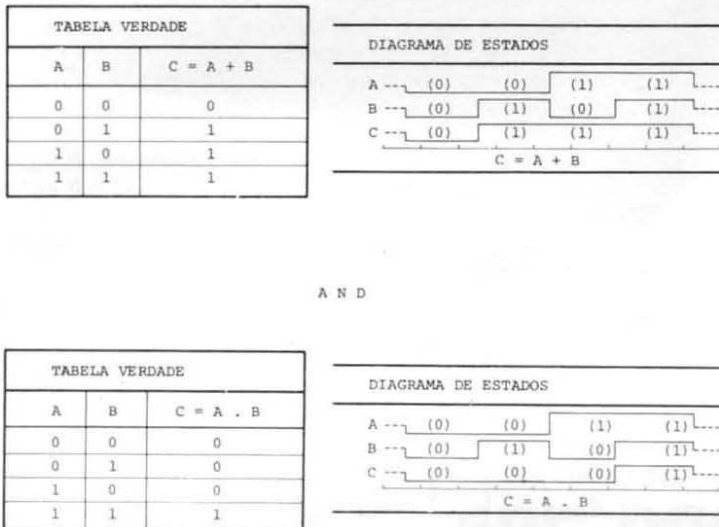 TABELA VERDADE
A B C = A + B
0 0 0
0 1 1
1 0 1
1 1 1
DIAGRAMA DE ESTADOS
A (0) (0) (1) (1)
B (0) (1) (0) (1)
C (0) (1) (1) (1)
C = A + B
A N D
TABELA VERDADE
A B C = A . B
0 0 0
0 1 0
1 0 0
1 1 1
DIAGRAMA DE ESTADOS
A (0) (0) (1) (1)
B (0) (1) (0) (1)
C (0) (0) (0) (1)
C = A . B